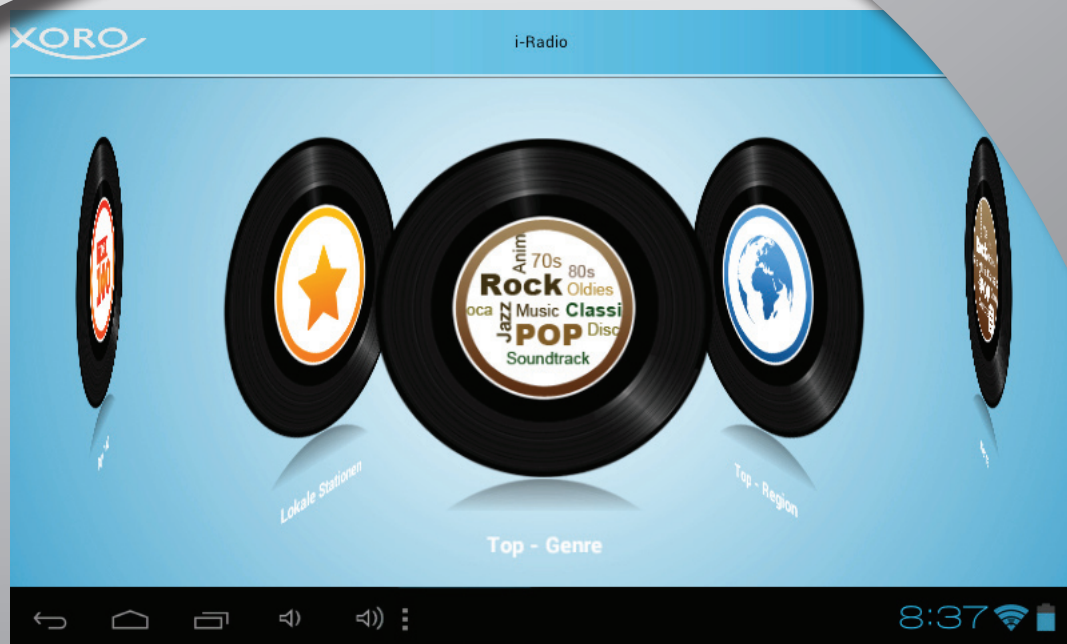 XORO
i-Radio
100
Anim
70s
80s
Rock
Oldies
oca
Jazz
Music
Classi
POP
Disc
Soundtrack
Lokale Stationen
Top - Region
Top - Genre
8:37